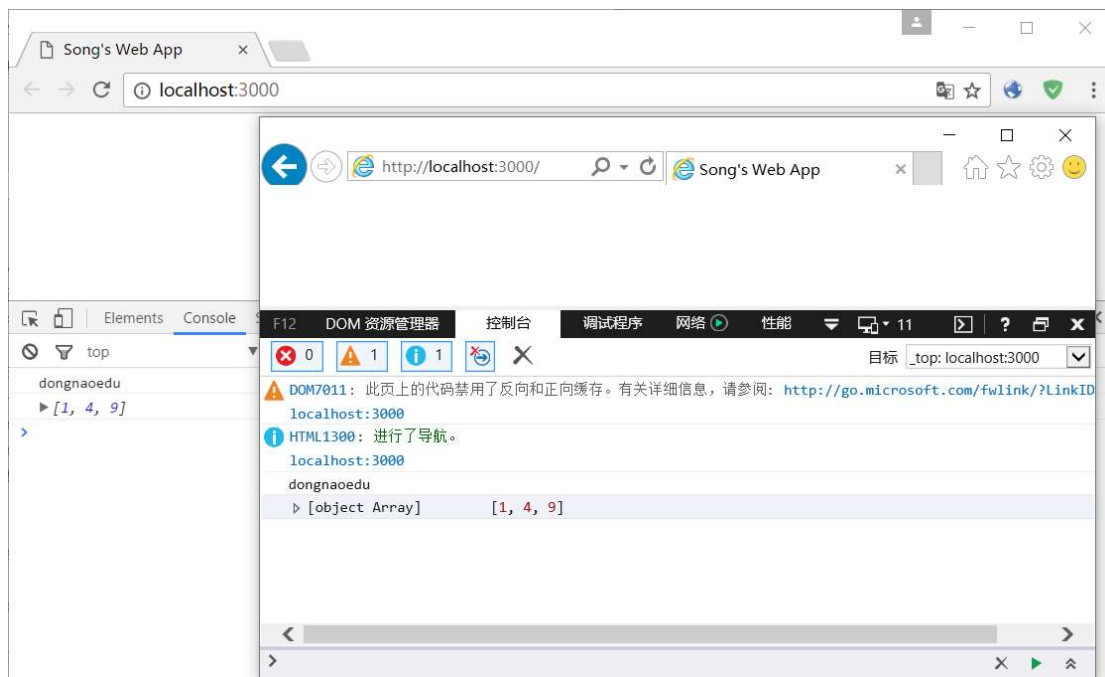 Song's Web App
localhost:3000
http://localhost:3000/
Song's Web App
Elements Console
top
dongnaoedu
[1, 4, 9]
F12 DOM 资源管理器 控制台 调试程序 网络 性能 11 ?
0 1 1 目标 _top: localhost:3000
DOM7011: 此页上的代码禁用了反向和正向缓存。有关详细信息，请参阅: http://go.microsoft.com/fwlink/?LinkID
localhost:3000
HTML1300: 进行了导航。
localhost:3000
dongnaoedu
[object Array] [1, 4, 9]